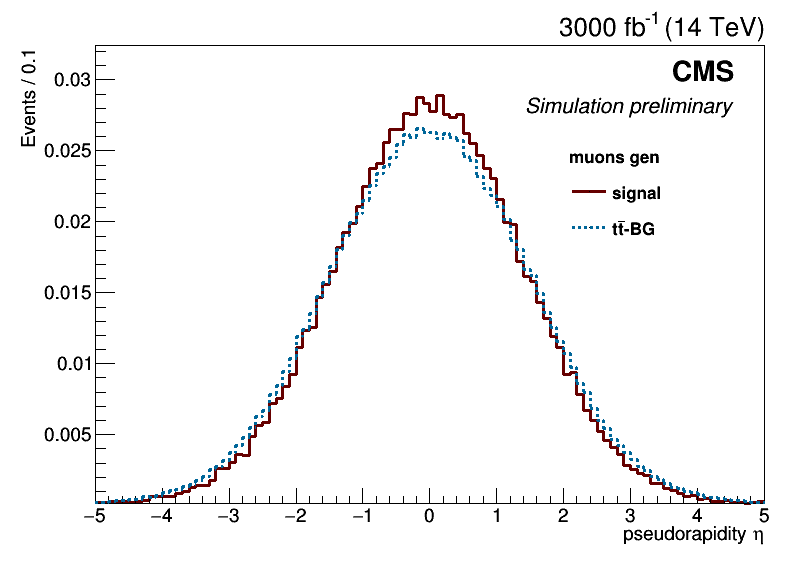 3000 fb⁻¹ (14 TeV)
CMS
Simulation preliminary
muons gen
signal
tt̄-BG
Events / 0.1
0.03
0.025
0.02
0.015
0.01
0.005
−5 −4 −3 −2 −1 0 1 2 3 4 5
pseudorapidity η